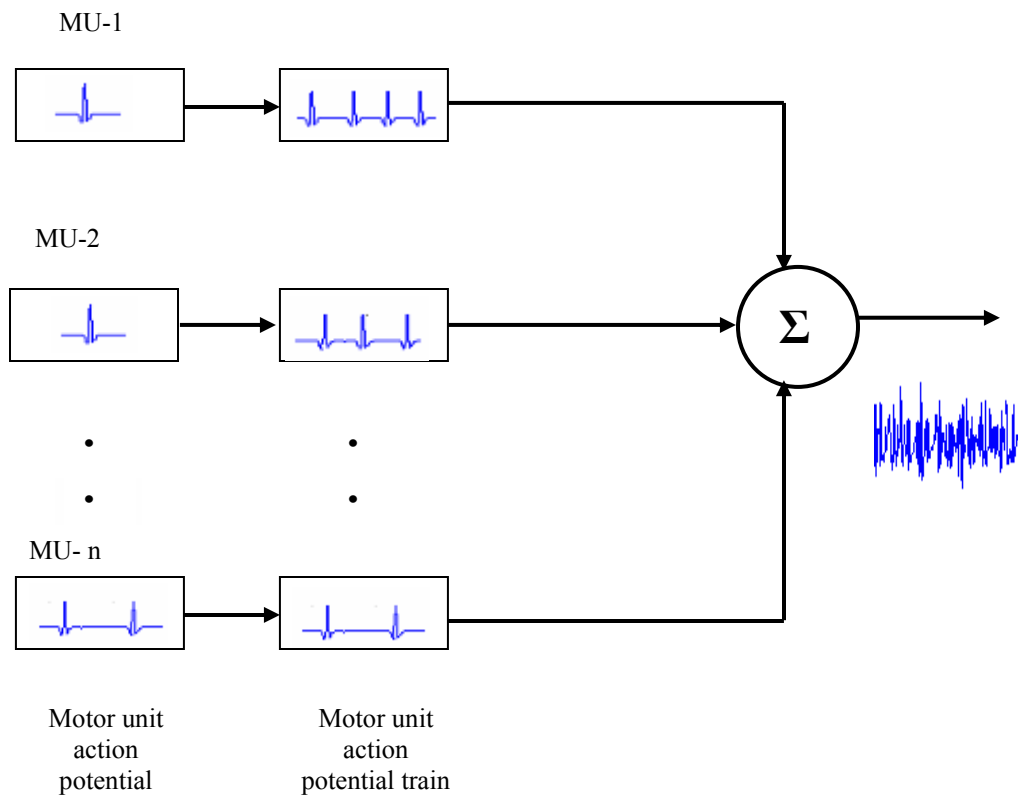 MU-1
MU-2
Σ
MU- n
Motor unit
action
potential
Motor unit
action
potential train